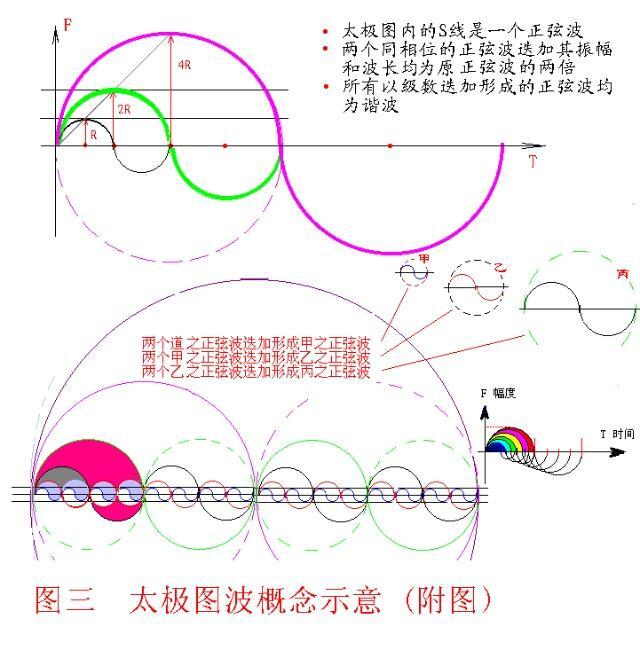 F
4R
2R
R
T
• 太极图内的S线是一个正弦波
• 两个同相位的正弦波迭加其振幅
和波长均为原正弦波的两倍
• 所有以级数迭加形成的正弦波均
为谐波
甲
乙
丙
两个道之正弦波迭加形成甲之正弦波
两个甲之正弦波迭加形成乙之正弦波
两个乙之正弦波迭加形成丙之正弦波
F 幅度
T 时间
图三 太极图波概念示意 (附图)